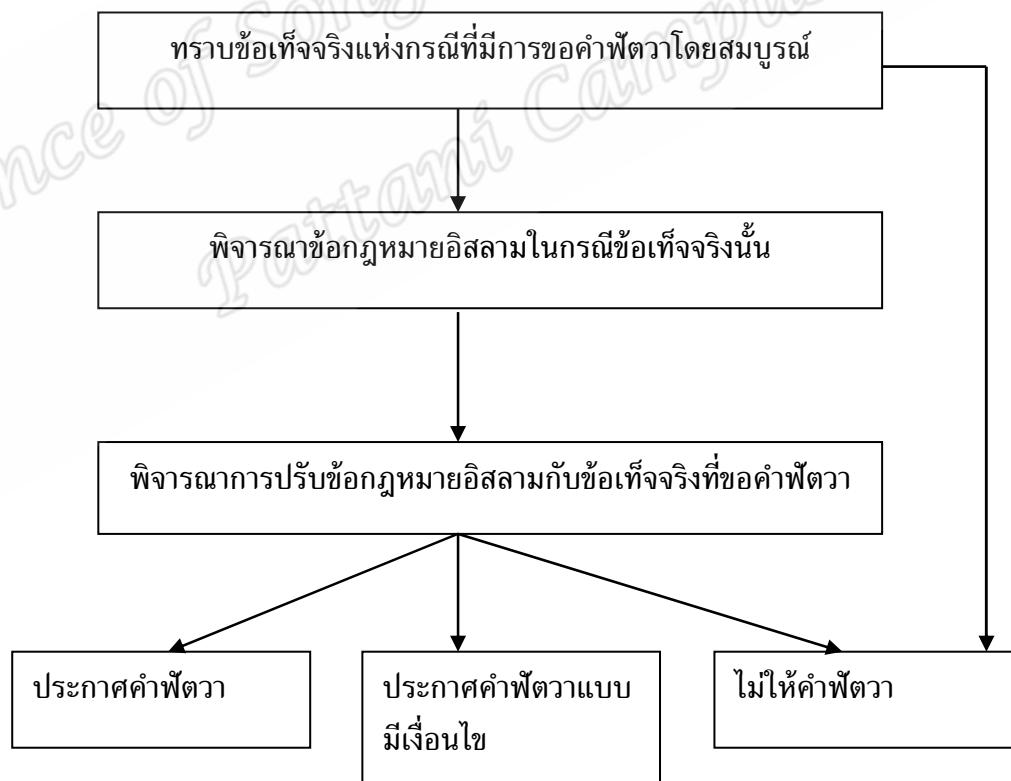 nce of Song
Pattani Campus
ทราบข้อเท็จจริงแห่งกรณีที่มีการขอคำฟัตวาโดยสมบูรณ์
พิจารณาข้อกฎหมายอิสลามในกรณีข้อเท็จจริงนั้น
พิจารณาการปรับข้อกฎหมายอิสลามกับข้อเท็จจริงที่ขอคำฟัตวา
ประกาศคำฟัตวา
ประกาศคำฟัตวาแบบ
มีเงื่อนไข
ไม่ให้คำฟัตวา